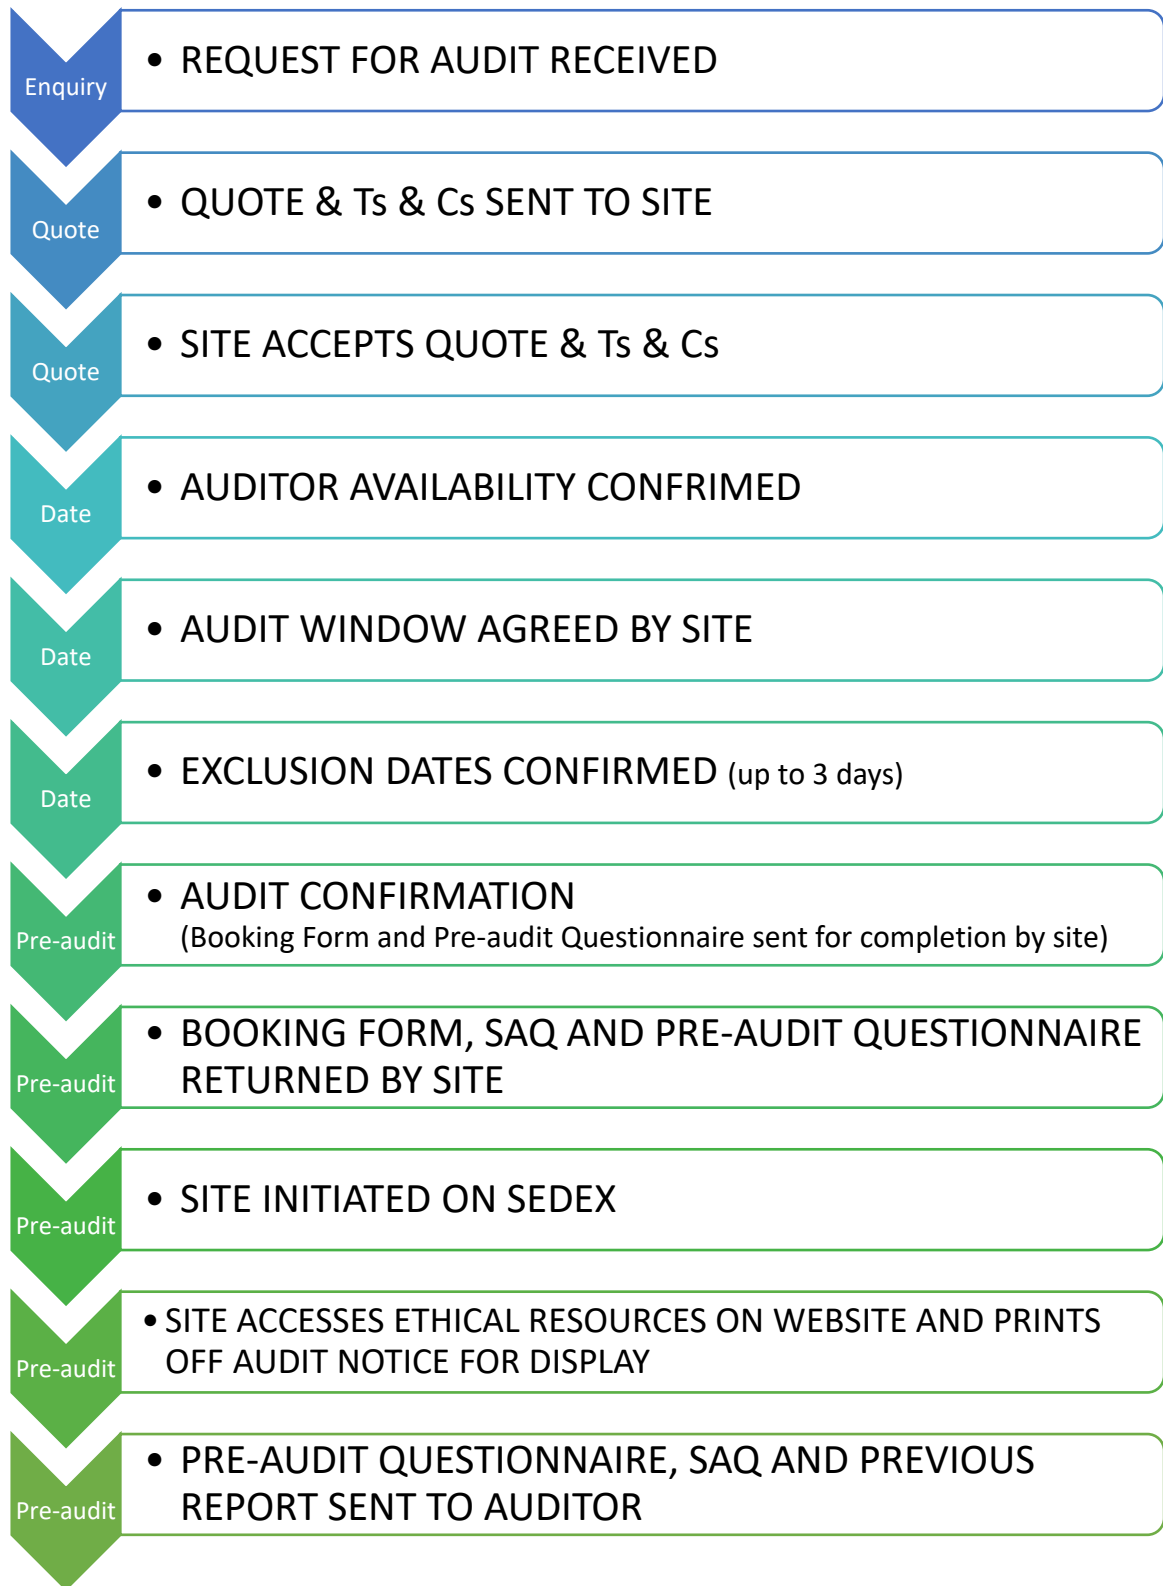 Enquiry
• REQUEST FOR AUDIT RECEIVED
Quote
• QUOTE & Ts & Cs SENT TO SITE
Quote
• SITE ACCEPTS QUOTE & Ts & Cs
Date
• AUDITOR AVAILABILITY CONFRIMED
Date
• AUDIT WINDOW AGREED BY SITE
Date
• EXCLUSION DATES CONFIRMED (up to 3 days)
Pre-audit
• AUDIT CONFIRMATION
(Booking Form and Pre-audit Questionnaire sent for completion by site)
Pre-audit
• BOOKING FORM, SAQ AND PRE-AUDIT QUESTIONNAIRE
RETURNED BY SITE
Pre-audit
• SITE INITIATED ON SEDEX
Pre-audit
• SITE ACCESSES ETHICAL RESOURCES ON WEBSITE AND PRINTS
OFF AUDIT NOTICE FOR DISPLAY
Pre-audit
• PRE-AUDIT QUESTIONNAIRE, SAQ AND PREVIOUS
REPORT SENT TO AUDITOR